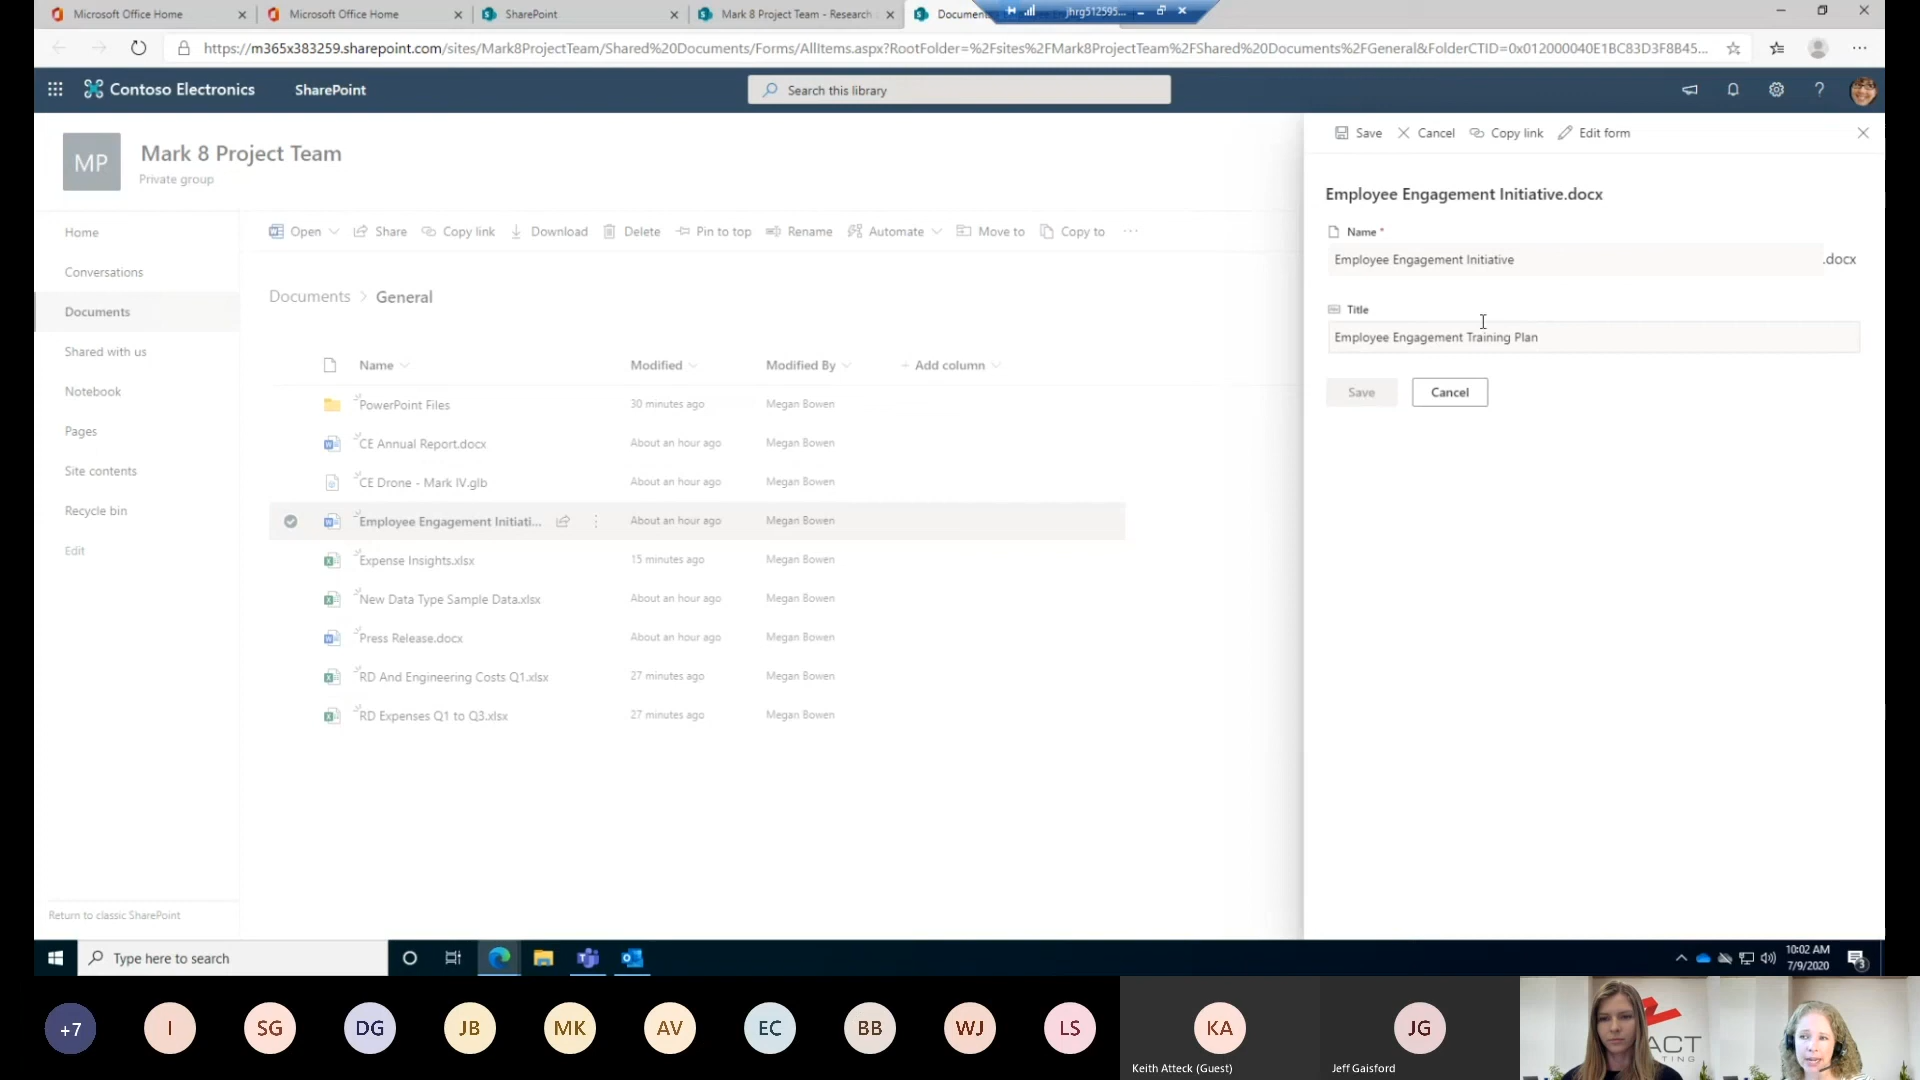 Microsoft Office Home
Microsoft Office Home
SharePoint
Mark 8 Project Team - Research
Document
jhrg512595...
https://m365x383259.sharepoint.com/sites/Mark8ProjectTeam/Shared%20Documents/Forms/AllItems.aspx?RootFolder=%2Fsites%2FMark8ProjectTeam%2FShared%20Documents%2FGeneral&FolderCTID=0x012000040E1BC83D3F8B45...
Contoso Electronics
SharePoint
Search this library
MP
Mark 8 Project Team
Private group
Home
Conversations
Documents
Shared with us
Notebook
Pages
Site contents
Recycle bin
Edit
Return to classic SharePoint
Open Share Copy link Download Delete Pin to top Rename Automate Move to Copy to ...
Documents > General
Name Modified Modified By + Add column
PowerPoint Files 30 minutes ago Megan Bowen
CE Annual Report.docx About an hour ago Megan Bowen
CE Drone - Mark IV.glb About an hour ago Megan Bowen
Employee Engagement Initiati... About an hour ago Megan Bowen
Expense Insights.xlsx 15 minutes ago Megan Bowen
New Data Type Sample Data.xlsx About an hour ago Megan Bowen
Press Release.docx About an hour ago Megan Bowen
RD And Engineering Costs Q1.xlsx 27 minutes ago Megan Bowen
RD Expenses Q1 to Q3.xlsx 27 minutes ago Megan Bowen
Save Cancel Copy link Edit form
Employee Engagement Initiative.docx
Name *
Employee Engagement Initiative .docx
Title
Employee Engagement Training Plan
Save Cancel
Type here to search
10:02 AM
7/9/2020
3
+7
I
SG
DG
JB
MK
AV
EC
BB
WJ
LS
KA
Keith Atteck (Guest)
JG
Jeff Gaisford
ACT
TING